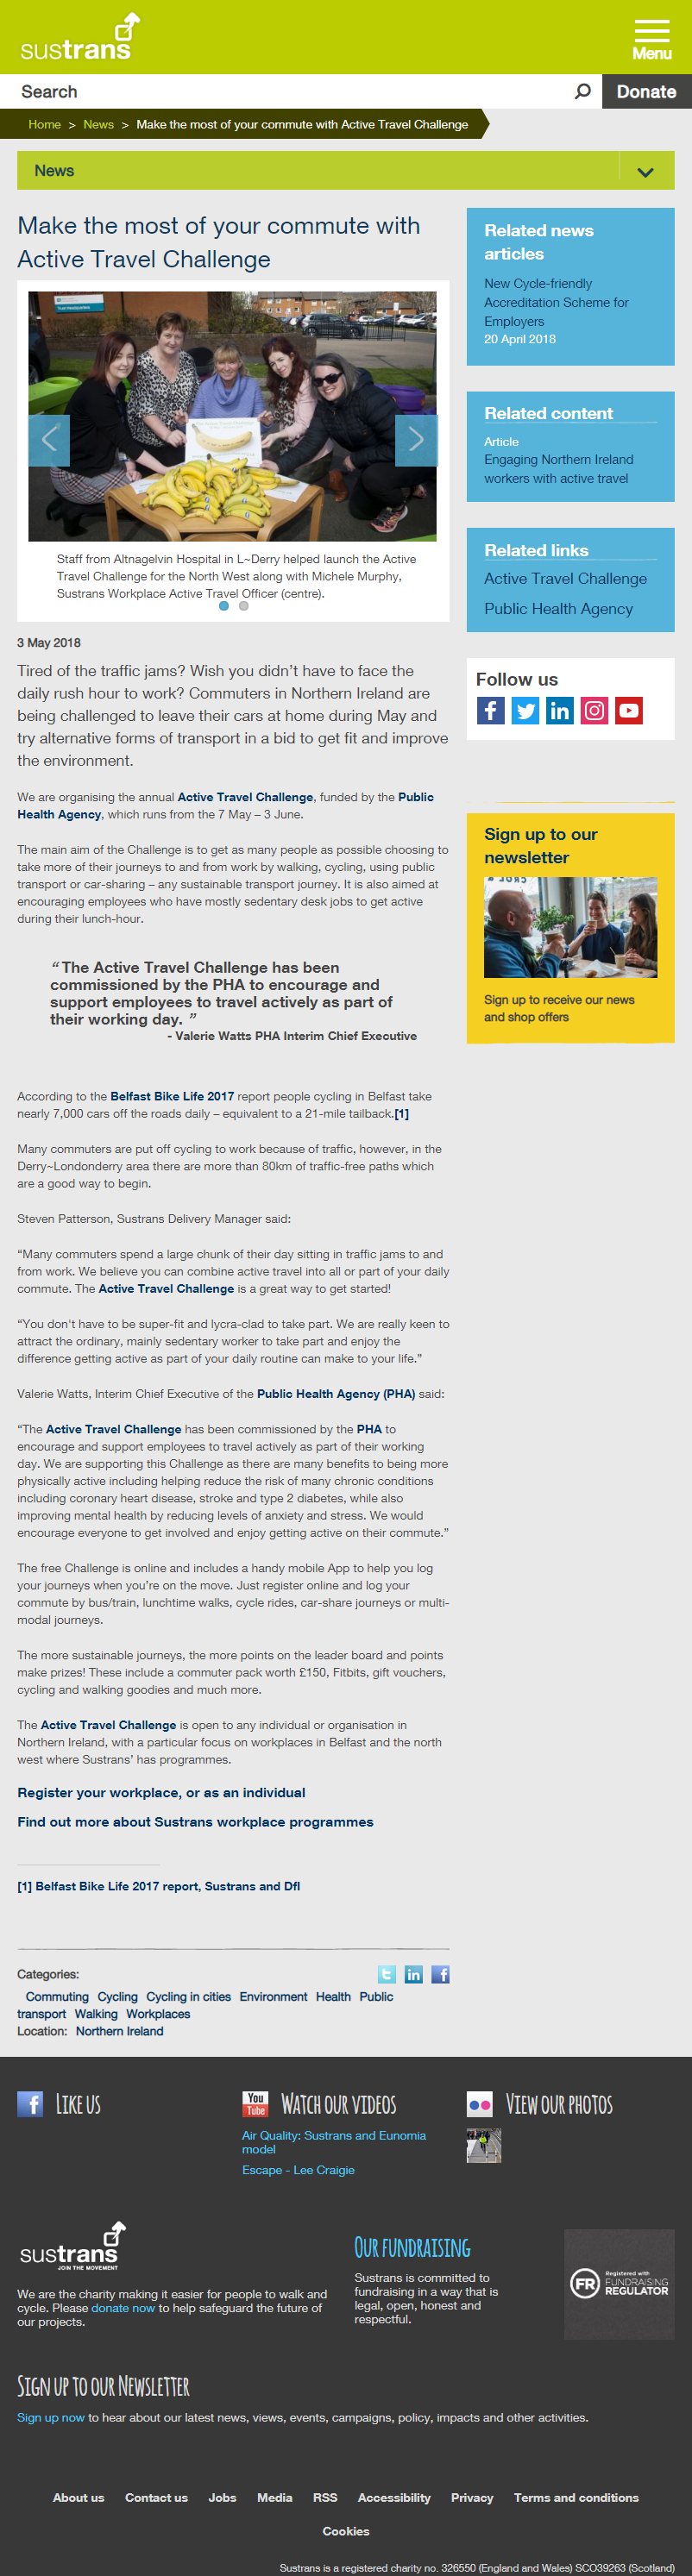 sustrans
Menu
Search
Donate
Home > News > Make the most of your commute with Active Travel Challenge
News
Make the most of your commute with
Active Travel Challenge
Staff from Altnagelvin Hospital in L~Derry helped launch the Active
Travel Challenge for the North West along with Michele Murphy,
Sustrans Workplace Active Travel Officer (centre).
3 May 2018
Tired of the traffic jams? Wish you didn't have to face the
daily rush hour to work? Commuters in Northern Ireland are
being challenged to leave their cars at home during May and
try alternative forms of transport in a bid to get fit and improve
the environment.
We are organising the annual Active Travel Challenge, funded by the Public
Health Agency, which runs from the 7 May – 3 June.
The main aim of the Challenge is to get as many people as possible choosing to
take more of their journeys to and from work by walking, cycling, using public
transport or car-sharing – any sustainable transport journey. It is also aimed at
encouraging employees who have mostly sedentary desk jobs to get active
during their lunch-hour.
“ The Active Travel Challenge has been
commissioned by the PHA to encourage and
support employees to travel actively as part of
their working day. ”
- Valerie Watts PHA Interim Chief Executive
According to the Belfast Bike Life 2017 report people cycling in Belfast take
nearly 7,000 cars off the roads daily – equivalent to a 21-mile tailback.[1]
Many commuters are put off cycling to work because of traffic, however, in the
Derry~Londonderry area there are more than 80km of traffic-free paths which
are a good way to begin.
Steven Patterson, Sustrans Delivery Manager said:
“Many commuters spend a large chunk of their day sitting in traffic jams to and
from work. We believe you can combine active travel into all or part of your daily
commute. The Active Travel Challenge is a great way to get started!
“You don't have to be super-fit and lycra-clad to take part. We are really keen to
attract the ordinary, mainly sedentary worker to take part and enjoy the
difference getting active as part of your daily routine can make to your life.”
Valerie Watts, Interim Chief Executive of the Public Health Agency (PHA) said:
“The Active Travel Challenge has been commissioned by the PHA to
encourage and support employees to travel actively as part of their working
day. We are supporting this Challenge as there are many benefits to being more
physically active including helping reduce the risk of many chronic conditions
including coronary heart disease, stroke and type 2 diabetes, while also
improving mental health by reducing levels of anxiety and stress. We would
encourage everyone to get involved and enjoy getting active on their commute.”
The free Challenge is online and includes a handy mobile App to help you log
your journeys when you're on the move. Just register online and log your
commute by bus/train, lunchtime walks, cycle rides, car-share journeys or multi-
modal journeys.
The more sustainable journeys, the more points on the leader board and points
make prizes! These include a commuter pack worth £150, Fitbits, gift vouchers,
cycling and walking goodies and much more.
The Active Travel Challenge is open to any individual or organisation in
Northern Ireland, with a particular focus on workplaces in Belfast and the north
west where Sustrans' has programmes.
Register your workplace, or as an individual
Find out more about Sustrans workplace programmes
[1] Belfast Bike Life 2017 report, Sustrans and DfI
Categories:
Commuting Cycling Cycling in cities Environment Health Public
transport Walking Workplaces
Location: Northern Ireland
Related news
articles
New Cycle-friendly
Accreditation Scheme for
Employers
20 April 2018
Related content
Article
Engaging Northern Ireland
workers with active travel
Related links
Active Travel Challenge
Public Health Agency
Follow us
Sign up to our
newsletter
Sign up to receive our news
and shop offers
Like us
You
Tube
Watch our videos
Air Quality: Sustrans and Eunomia
model
Escape - Lee Craigie
View our photos
sustrans
JOIN THE MOVEMENT
We are the charity making it easier for people to walk and
cycle. Please donate now to help safeguard the future of
our projects.
Our fundraising
Sustrans is committed to
fundraising in a way that is
legal, open, honest and
respectful.
FR
Registered with
FUNDRAISING
REGULATOR
Sign up to our Newsletter
Sign up now to hear about our latest news, views, events, campaigns, policy, impacts and other activities.
About us Contact us Jobs Media RSS Accessibility Privacy Terms and conditions
Cookies
Sustrans is a registered charity no. 326550 (England and Wales) SCO39263 (Scotland)